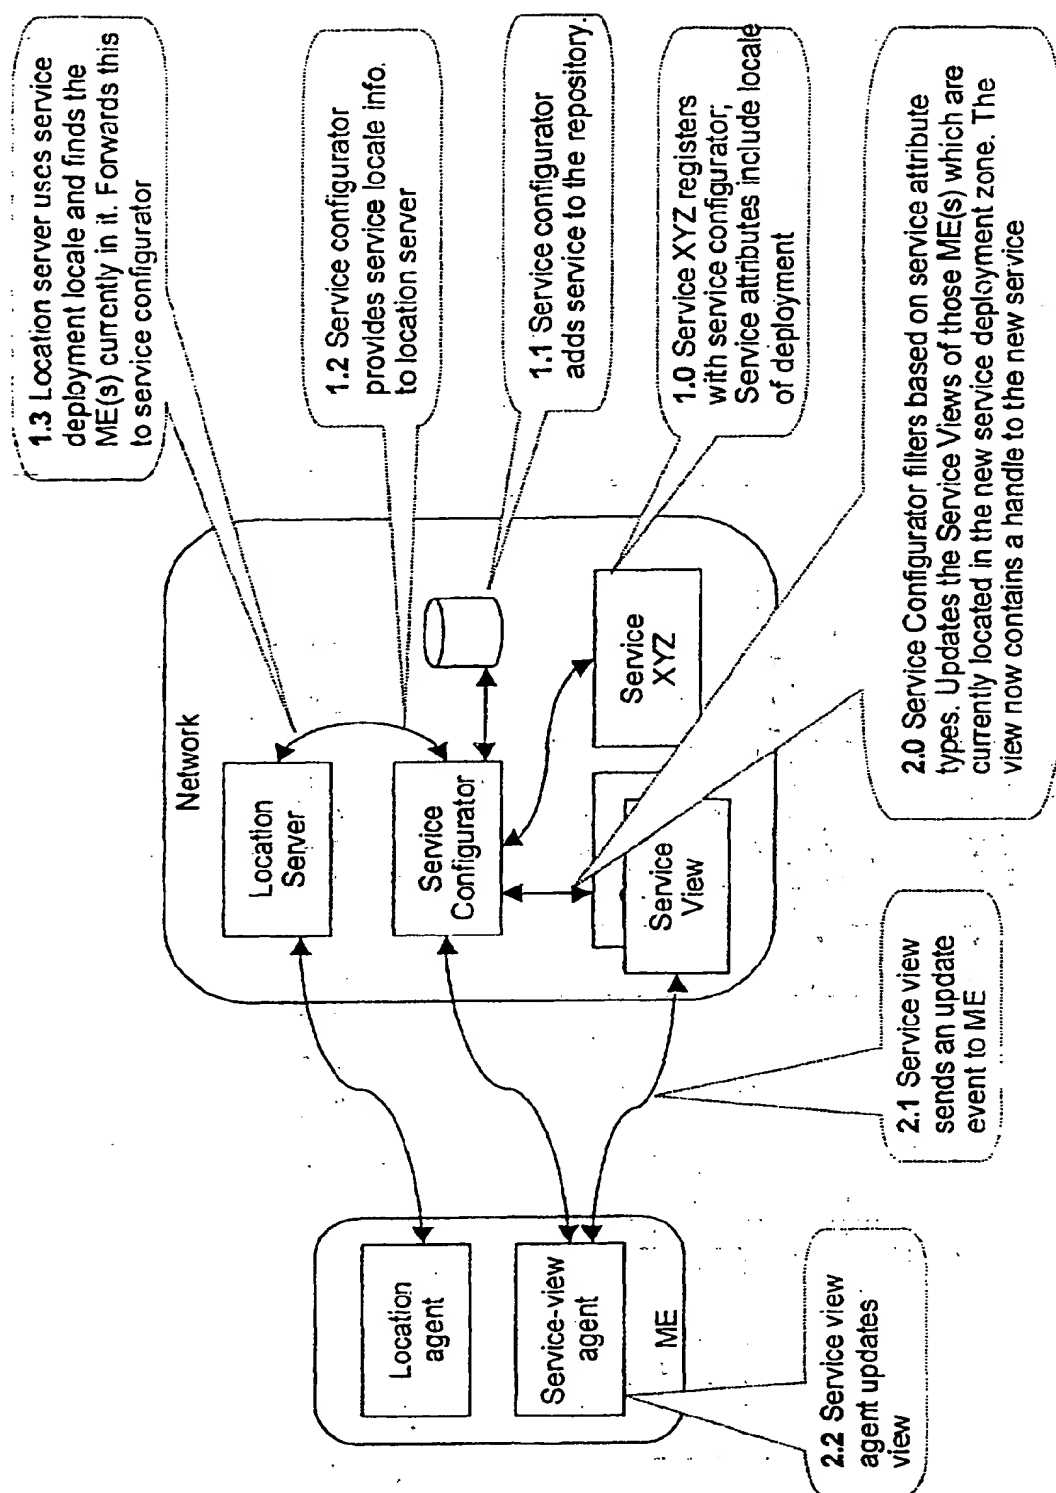 1.3 Location server uses service
deployment locale and finds the
ME(s) currently in it. Forwards this
to service configurator
1.2 Service configurator
provides service locale info.
to location server
1.1 Service configurator
adds service to the repository.
1.0 Service XYZ registers
with service configurator;
Service attributes include locale
of deployment
2.0 Service Configurator filters based on service attribute
types. Updates the Service Views of those ME(s) which are
currently located in the new service deployment zone. The
view now contains a handle to the new service
Network
Location
Server
Service
Configurator
Service
XYZ
Service
View
2.1 Service view
sends an update
event to ME
Location
agent
Service-view
agent
ME
2.2 Service view
agent updates
view